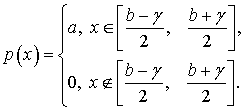 p(x) = { a, x ∈ [ (b − γ)/2, (b + γ)/2 ],
0, x ∉ [ (b − γ)/2, (b + γ)/2 ].